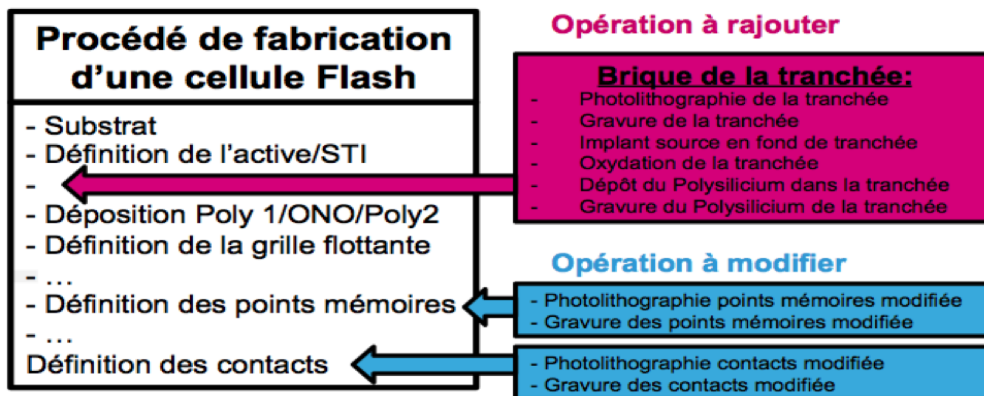 Procédé de fabrication
d'une cellule Flash
- Substrat
- Définition de l'active/STI
-
- Déposition Poly 1/ONO/Poly2
- Définition de la grille flottante
- ...
- Définition des points mémoires
- ...
Définition des contacts
Opération à rajouter
Brique de la tranchée:
- Photolithographie de la tranchée
- Gravure de la tranchée
- Implant source en fond de tranchée
- Oxydation de la tranchée
- Dépôt du Polysilicium dans la tranchée
- Gravure du Polysilicium de la tranchée
Opération à modifier
- Photolithographie points mémoires modifiée
- Gravure des points mémoires modifiée
- Photolithographie contacts modifiée
- Gravure des contacts modifiée